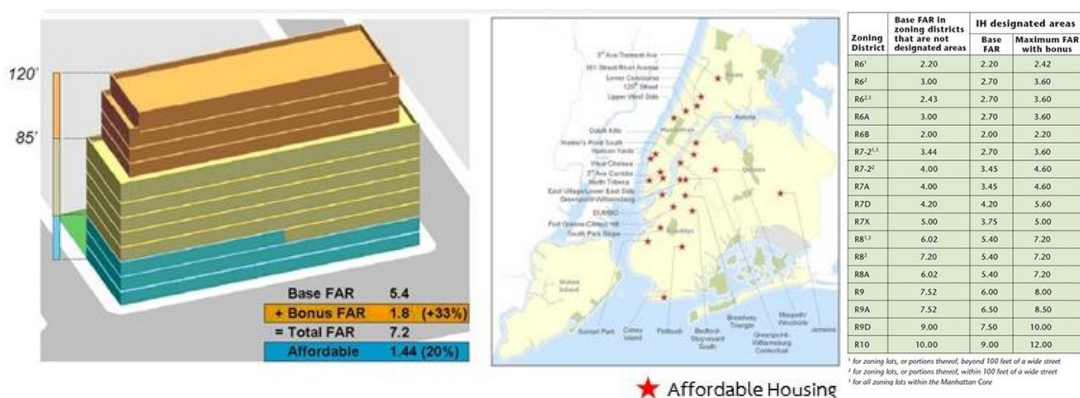 120'
85'
Base FAR 5.4
+ Bonus FAR 1.8 (+33%)
= Total FAR 7.2
Affordable 1.44 (20%)
3rd Ave-Tremont Ave
161 Street/River Avenue
Lower Concourse
125th Street
Upper West Side
Bronx
Manhattan
Astoria
Dutch Kills
Hunter's Point South
Hudson Yards
West Chelsea
Queens
North Tribeca
East Village/Lower East Side
Greenpoint-Williamsburg
DUMBO
Fort Greene/Clinton Hill
South Park Slope
Brooklyn
Staten
Island
Sunset Park
Coney
Island
Flatbush
Bedford-
Stuyvesant
South
Broadway
Triangle
Greenpoint-
Williamsburg
Contextual
Maspeth/
Woodside
Jamaica
★ Affordable Housing
Zoning District | Base FAR in zoning districts that are not designated areas | IH designated areas
Base FAR | Maximum FAR with bonus
R6¹ 2.20 2.20 2.42
R6² 3.00 2.70 3.60
R6²,³ 2.43 2.70 3.60
R6A 3.00 2.70 3.60
R6B 2.00 2.00 2.20
R7-2¹,³ 3.44 2.70 3.60
R7-2² 4.00 3.45 4.60
R7A 4.00 3.45 4.60
R7D 4.20 4.20 5.60
R7X 5.00 3.75 5.00
R8¹,³ 6.02 5.40 7.20
R8² 7.20 5.40 7.20
R8A 6.02 5.40 7.20
R9 7.52 6.00 8.00
R9A 7.52 6.50 8.50
R9D 9.00 7.50 10.00
R10 10.00 9.00 12.00
¹ for zoning lots, or portions thereof, beyond 100 feet of a wide street
² for zoning lots, or portions thereof, within 100 feet of a wide street
³ for all zoning lots within the Manhattan Core